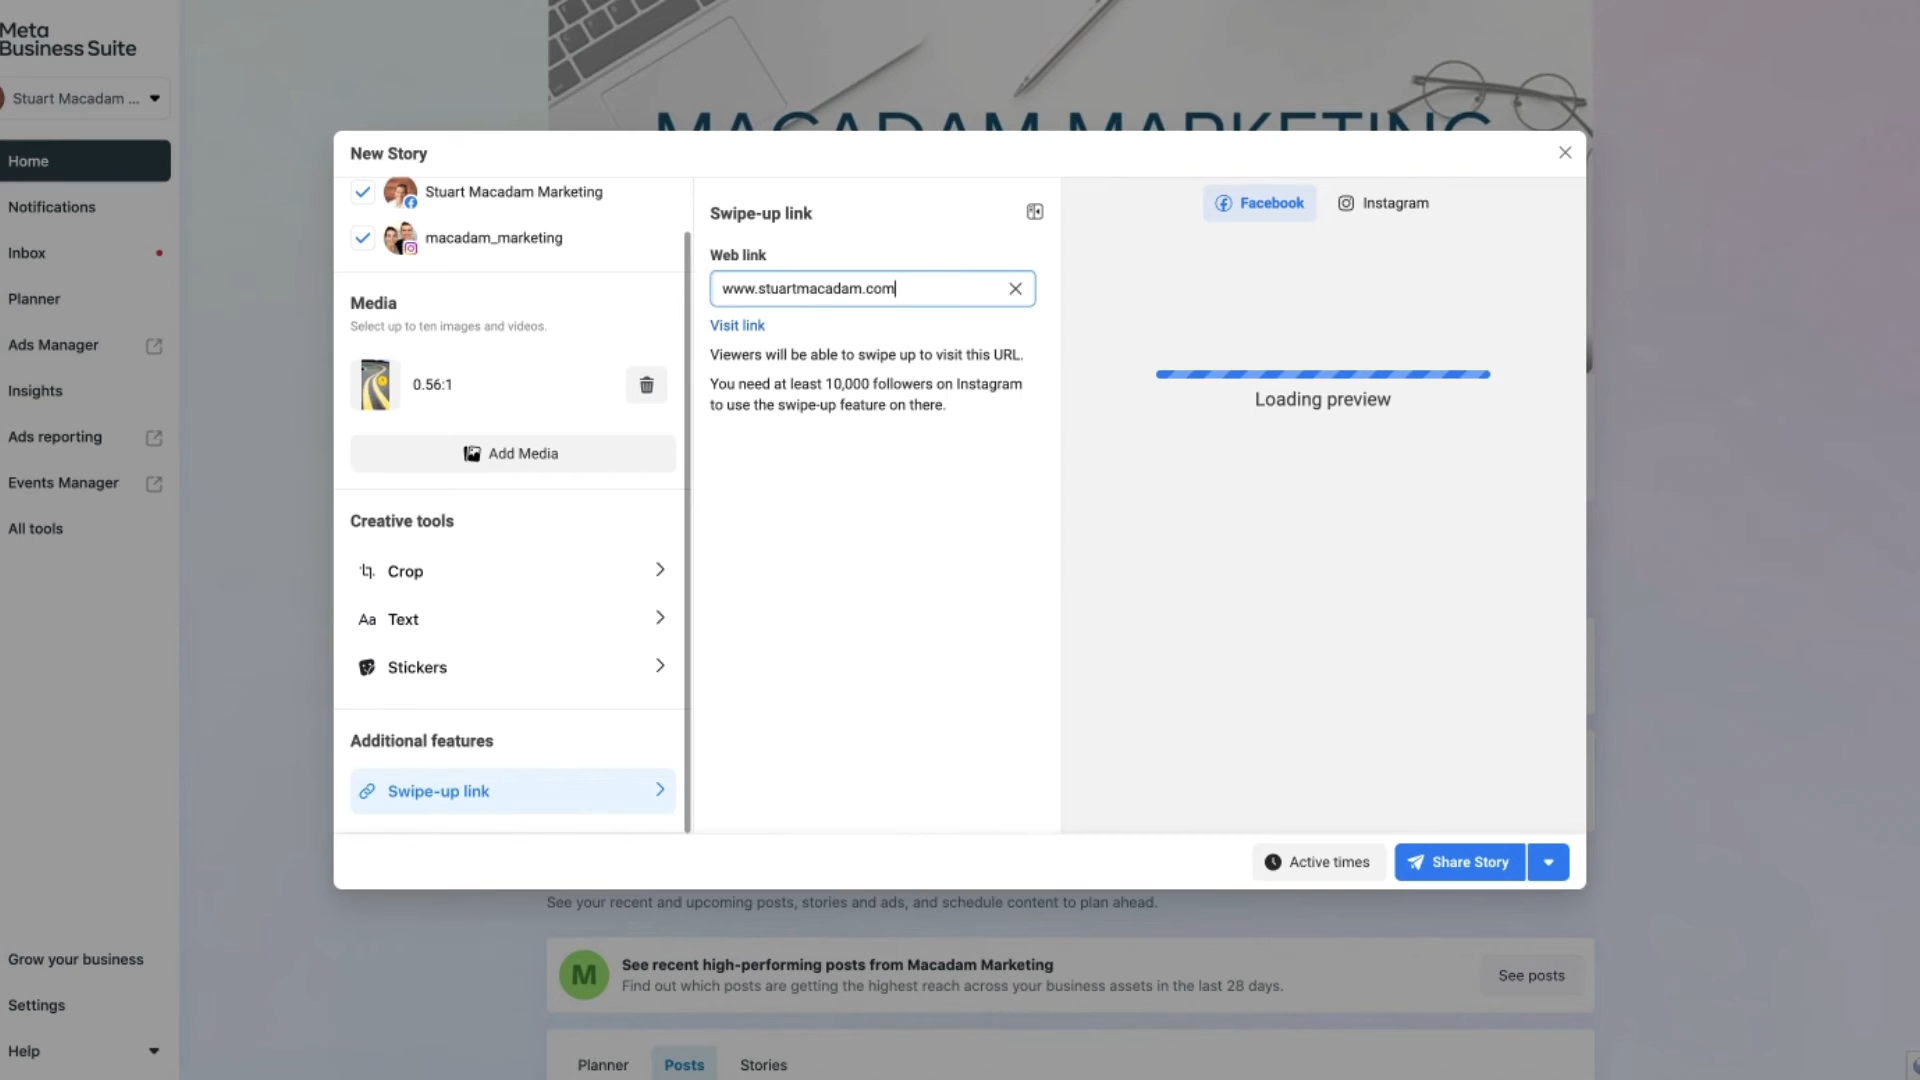 Meta
Business Suite
Stuart Macadam ...
Home
Notifications
Inbox
Planner
Ads Manager
Insights
Ads reporting
Events Manager
All tools
Grow your business
Settings
Help
MACADAM MARKETING
New Story
Stuart Macadam Marketing
macadam_marketing
Media
Select up to ten images and videos.
0.56:1
Add Media
Creative tools
Crop
Aa Text
Stickers
Additional features
Swipe-up link
Swipe-up link
Web link
www.stuartmacadam.com
Visit link
Viewers will be able to swipe up to visit this URL.
You need at least 10,000 followers on Instagram
to use the swipe-up feature on there.
Facebook
Instagram
Loading preview
Active times
Share Story
See your recent and upcoming posts, stories and ads, and schedule content to plan ahead.
M
See recent high-performing posts from Macadam Marketing
Find out which posts are getting the highest reach across your business assets in the last 28 days.
See posts
Planner
Posts
Stories